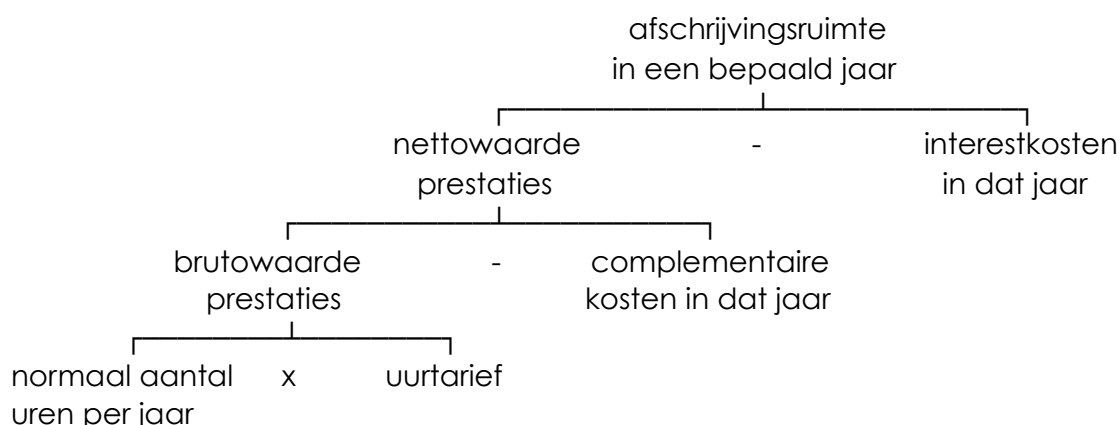 afschrijvingsruimte
in een bepaald jaar
nettowaarde - interestkosten
prestaties in dat jaar
brutowaarde - complementaire
prestaties kosten in dat jaar
normaal aantal x uurtarief
uren per jaar